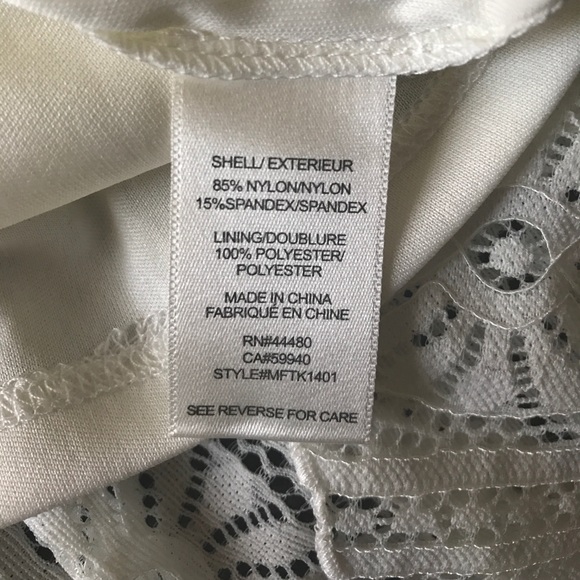 SHELL/ EXTERIEUR
85% NYLON/NYLON
15%SPANDEX/SPANDEX
LINING/DOUBLURE
100% POLYESTER/
POLYESTER
MADE IN CHINA
FABRIQUÉ EN CHINE
RN#44480
CA#59940
STYLE#MFTK1401
SEE REVERSE FOR CARE